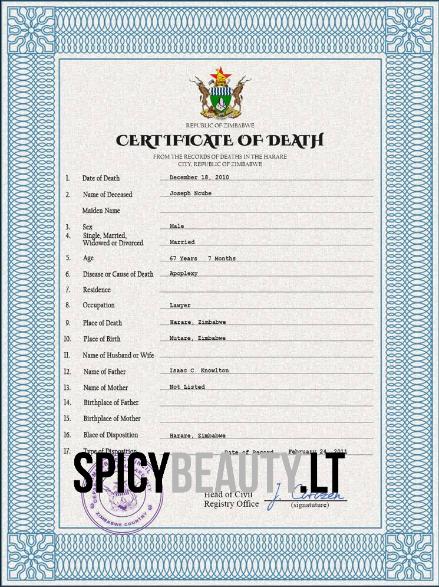 REPUBLIC OF ZIMBABWE
CERTIFICATE OF DEATH
FROM THE RECORDS OF DEATHS IN THE HARARE
CITY, REPUBLIC OF ZIMBABWE
1. Date of Death December 18, 2010
2. Name of Deceased Joseph Ncube
Maiden Name
3. Sex Male
4. Single, Married,
Widowed or Divorced Married
5. Age 67 Years 7 Months
6. Disease or Cause of Death Apoplexy
7. Residence
8. Occupation Lawyer
9. Place of Death Harare, Zimbabwe
10. Place of Birth Mutare, Zimbabwe
11. Name of Husband or Wife
12. Name of Father Isaac C. Knowlton
13. Name of Mother Not Listed
14. Birthplace of Father
15. Birthplace of Mother
16. Place of Disposition Harare, Zimbabwe
17. Type of Disposition Date of Record February 24, 2011
SPICYBEAUTY.LT
Head of Civil J. Citizen
Registry Office (signature)
ZIMBABWE COUNTRY